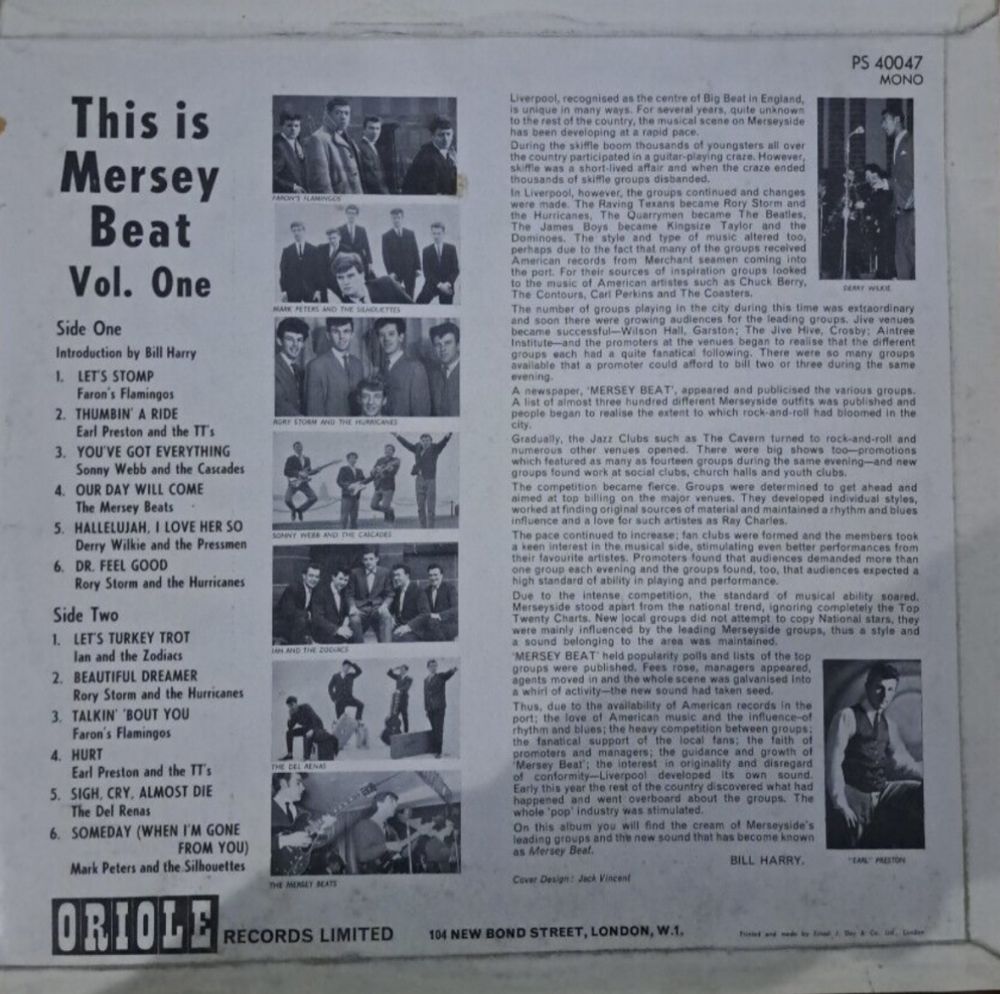 PS 40047
MONO
This is
Mersey
Beat
Vol. One
Side One
Introduction by Bill Harry
1. LET'S STOMP
Faron's Flamingos
2. THUMBIN' A RIDE
Earl Preston and the TT's
3. YOU'VE GOT EVERYTHING
Sonny Webb and the Cascades
4. OUR DAY WILL COME
The Mersey Beats
5. HALLELUJAH, I LOVE HER SO
Derry Wilkie and the Pressmen
6. DR. FEEL GOOD
Rory Storm and the Hurricanes
Side Two
1. LET'S TURKEY TROT
Ian and the Zodiacs
2. BEAUTIFUL DREAMER
Rory Storm and the Hurricanes
3. TALKIN' 'BOUT YOU
Faron's Flamingos
4. HURT
Earl Preston and the TT's
5. SIGH, CRY, ALMOST DIE
The Del Renas
6. SOMEDAY (WHEN I'M GONE
FROM YOU)
Mark Peters and the Silhouettes
FARON'S FLAMINGOS
MARK PETERS AND THE SILHOUETTES
RORY STORM AND THE HURRICANES
SONNY WEBB AND THE CASCADES
IAN AND THE ZODIACS
THE DEL RENAS
THE MERSEY BEATS
Liverpool, recognised as the centre of Big Beat in England,
is unique in many ways. For several years, quite unknown
to the rest of the country, the musical scene on Merseyside
has been developing at a rapid pace.
During the skiffle boom thousands of youngsters all over
the country participated in a guitar-playing craze. However,
skiffle was a short-lived affair and when the craze ended
thousands of skiffle groups disbanded.
In Liverpool, however, the groups continued and changes
were made. The Raving Texans became Rory Storm and
the Hurricanes, The Quarrymen became The Beatles,
The James Boys became Kingsize Taylor and the
Dominoes. The style and type of music altered too,
perhaps due to the fact that many of the groups received
American records from Merchant seamen coming into
the port. For their sources of inspiration groups looked
to the music of American artistes such as Chuck Berry,
The Contours, Carl Perkins and The Coasters.
DERRY WILKIE
The number of groups playing in the city during this time was extraordinary
and soon there were growing audiences for the leading groups. Jive venues
became successful—Wilson Hall, Garston; The Jive Hive, Crosby; Aintree
Institute—and the promoters at the venues began to realise that the different
groups each had a quite fanatical following. There were so many groups
available that a promoter could afford to bill two or three during the same
evening.
A newspaper, 'MERSEY BEAT', appeared and publicised the various groups.
A list of almost three hundred different Merseyside outfits was published and
people began to realise the extent to which rock-and-roll had bloomed in the
city.
Gradually, the Jazz Clubs such as The Cavern turned to rock-and-roll and
numerous other venues opened. There were big shows too—promotions
which featured as many as fourteen groups during the same evening—and new
groups found work at social clubs, church halls and youth clubs.
The competition became fierce. Groups were determined to get ahead and
aimed at top billing on the major venues. They developed individual styles,
worked at finding original sources of material and maintained a rhythm and blues
influence and a love for such artistes as Ray Charles.
The pace continued to increase; fan clubs were formed and the members took
a keen interest in the musical side, stimulating even better performances from
their favourite artistes. Promoters found that audiences demanded more than
one group each evening and the groups found, too, that audiences expected a
high standard of ability in playing and performance.
Due to the intense competition, the standard of musical ability soared.
Merseyside stood apart from the national trend, ignoring completely the Top
Twenty Charts. New local groups did not attempt to copy National stars, they
were mainly influenced by the leading Merseyside groups, thus a style and
a sound belonging to the area was maintained.
'MERSEY BEAT' held popularity polls and lists of the top
groups were published. Fees rose, managers appeared,
agents moved in and the whole scene was galvanised into
a whirl of activity—the new sound had taken seed.
Thus, due to the availability of American records in the
port; the love of American music and the influence—of
rhythm and blues; the heavy competition between groups;
the fanatical support of the local fans; the faith of
promoters and managers; the guidance and growth of
'Mersey Beat'; the interest in originality and disregard
of conformity—Liverpool developed its own sound.
Early this year the rest of the country discovered what had
happened and went overboard about the groups. The
whole 'pop' industry was stimulated.
On this album you will find the cream of Merseyside's
leading groups and the new sound that has become known
as Mersey Beat.
BILL HARRY.
"EARL" PRESTON
Cover Design: Jack Vincent
ORIOLE RECORDS LIMITED 104 NEW BOND STREET, LONDON, W.1.
Printed and made by Ernest J. Day & Co. Ltd., London